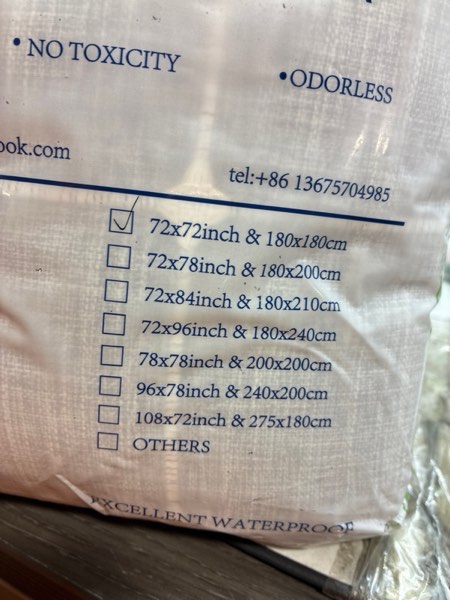 • NO TOXICITY
• ODORLESS
ook.com
tel:+86 13675704985
72x72inch & 180x180cm
72x78inch & 180x200cm
72x84inch & 180x210cm
72x96inch & 180x240cm
78x78inch & 200x200cm
96x78inch & 240x200cm
108x72inch & 275x180cm
OTHERS
EXCELLENT WATERPROOF